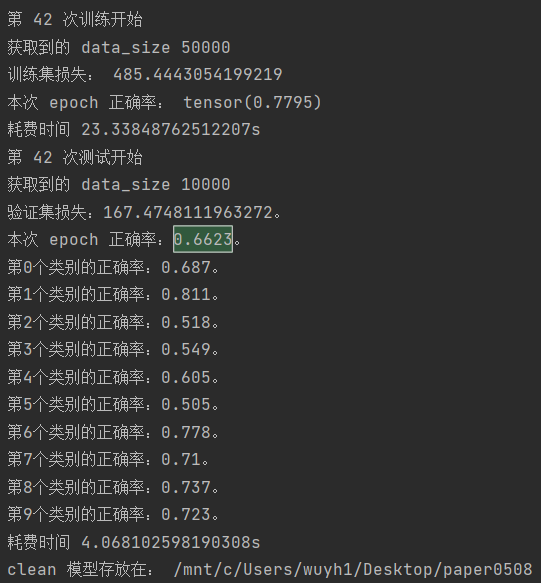 第 42 次训练开始
获取到的 data_size 50000
训练集损失： 485.4443054199219
本次 epoch 正确率： tensor(0.7795)
耗费时间 23.33848762512207s
第 42 次测试开始
获取到的 data_size 10000
验证集损失：167.4748111963272。
本次 epoch 正确率：0.6623。
第0个类别的正确率：0.687。
第1个类别的正确率：0.811。
第2个类别的正确率：0.518。
第3个类别的正确率：0.549。
第4个类别的正确率：0.605。
第5个类别的正确率：0.505。
第6个类别的正确率：0.778。
第7个类别的正确率：0.71。
第8个类别的正确率：0.737。
第9个类别的正确率：0.723。
耗费时间 4.068102598190308s
clean 模型存放在： /mnt/c/Users/wuyh1/Desktop/paper0508